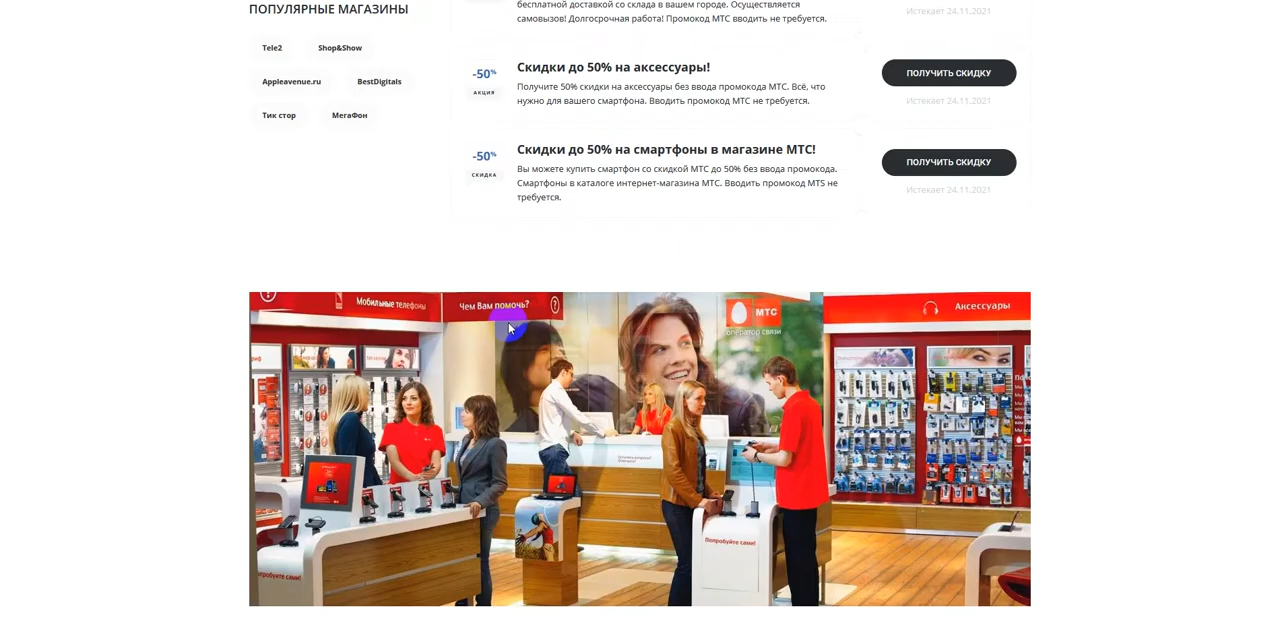 ПОПУЛЯРНЫЕ МАГАЗИНЫ
Tele2
Shop&Show
Appleavenue.ru
BestDigitals
Тик стор
МегаФон
бесплатной доставкой со склада в вашем городе. Осуществляется
самовызов! Долгосрочная работа! Промокод МТС вводить не требуется.
Истекает 24.11.2021
-50%
АКЦИЯ
Скидки до 50% на аксессуары!
Получите 50% скидки на аксессуары без ввода промокода МТС. Всё, что
нужно для вашего смартфона. Вводить промокод МТС не требуется.
ПОЛУЧИТЬ СКИДКУ
Истекает 24.11.2021
-50%
СКИДКА
Скидки до 50% на смартфоны в магазине МТС!
Вы можете купить смартфон со скидкой МТС до 50% без ввода промокода.
Смартфоны в каталоге интернет-магазина МТС. Вводить промокод MTS не
требуется.
ПОЛУЧИТЬ СКИДКУ
Истекает 24.11.2021
Мобильные телефоны
Чем Вам помочь?
МТС
оператор связи
Аксессуары
Попробуйте сами!
попробуйте сами!